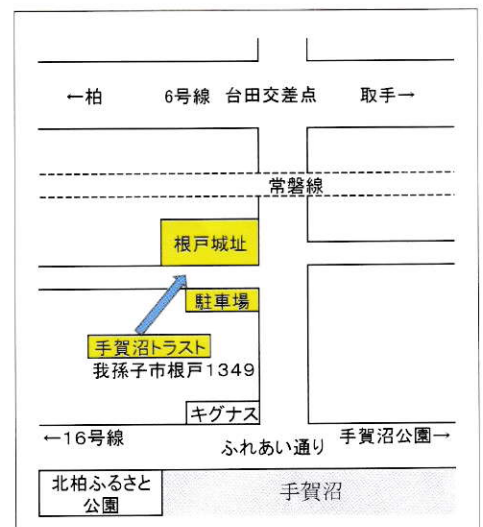 ←柏　6号線　台田交差点　取手→
常磐線
根戸城址
駐車場
手賀沼トラスト
我孫子市根戸1349
キグナス
←16号線　ふれあい通り　手賀沼公園→
北柏ふるさと
公園
手賀沼